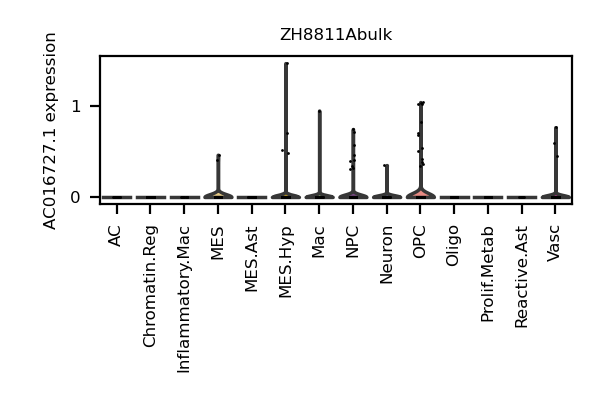 ZH8811Abulk
AC016727.1 expression
1
0
AC
Chromatin.Reg
Inflammatory.Mac
MES
MES.Ast
MES.Hyp
Mac
NPC
Neuron
OPC
Oligo
Prolif.Metab
Reactive.Ast
Vasc